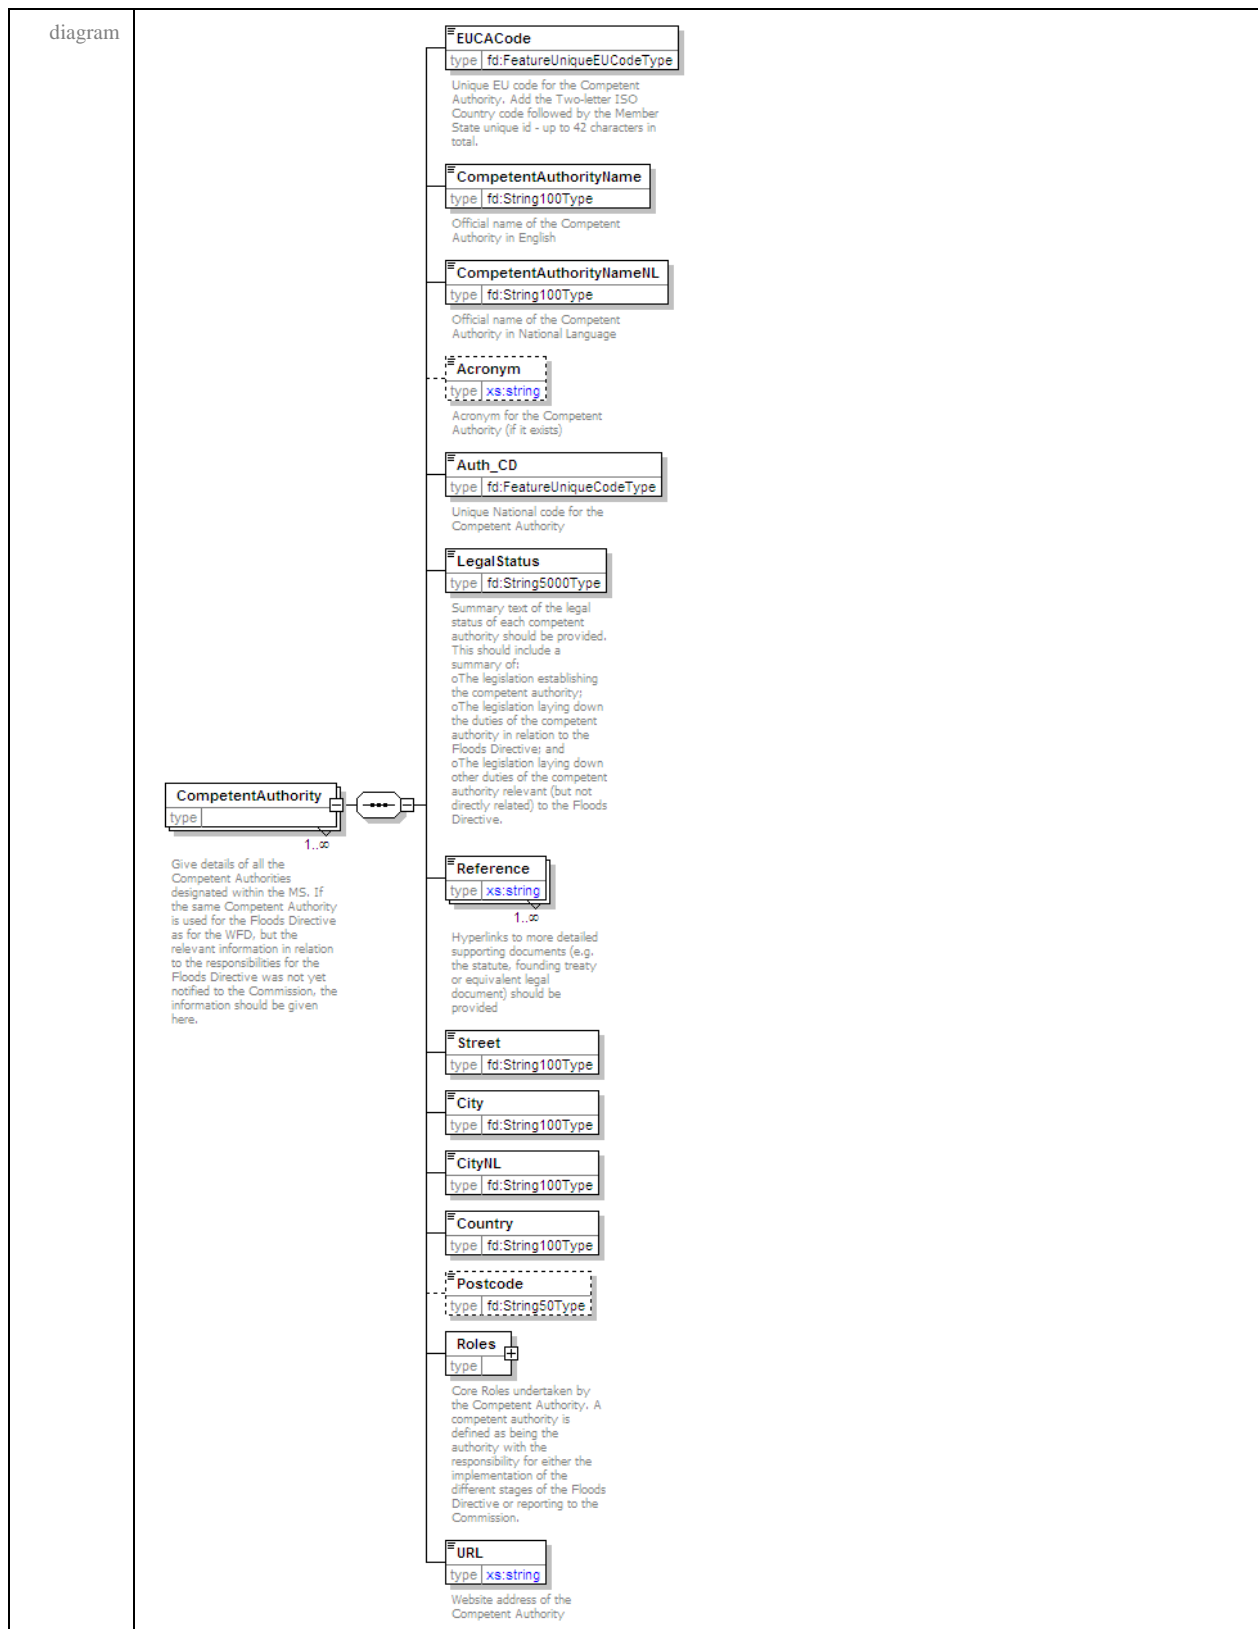 diagram
EUCACode
type fd:FeatureUniqueEUCodeType
Unique EU code for the Competent
Authority. Add the Two-letter ISO
Country code followed by the Member
State unique id - up to 42 characters in
total.
CompetentAuthorityName
type fd:String100Type
Official name of the Competent
Authority in English
CompetentAuthorityNameNL
type fd:String100Type
Official name of the Competent
Authority in National Language
Acronym
type xs:string
Acronym for the Competent
Authority (if it exists)
Auth_CD
type fd:FeatureUniqueCodeType
Unique National code for the
Competent Authority
LegalStatus
type fd:String5000Type
Summary text of the legal
status of each competent
authority should be provided.
This should include a
summary of:
oThe legislation establishing
the competent authority;
oThe legislation laying down
the duties of the competent
authority in relation to the
Floods Directive; and
oThe legislation laying down
other duties of the competent
authority relevant (but not
directly related) to the Floods
Directive.
CompetentAuthority
type
1..∞
Give details of all the
Competent Authorities
designated within the MS. If
the same Competent Authority
is used for the Floods Directive
as for the WFD, but the
relevant information in relation
to the responsibilities for the
Floods Directive was not yet
notified to the Commission, the
information should be given
here.
Reference
type xs:string
1..∞
Hyperlinks to more detailed
supporting documents (e.g.
the statute, founding treaty
or equivalent legal
document) should be
provided
Street
type fd:String100Type
City
type fd:String100Type
CityNL
type fd:String100Type
Country
type fd:String100Type
Postcode
type fd:String50Type
Roles
type
Core Roles undertaken by
the Competent Authority. A
competent authority is
defined as being the
authority with the
responsibility for either the
implementation of the
different stages of the Floods
Directive or reporting to the
Commission.
URL
type xs:string
Website address of the
Competent Authority